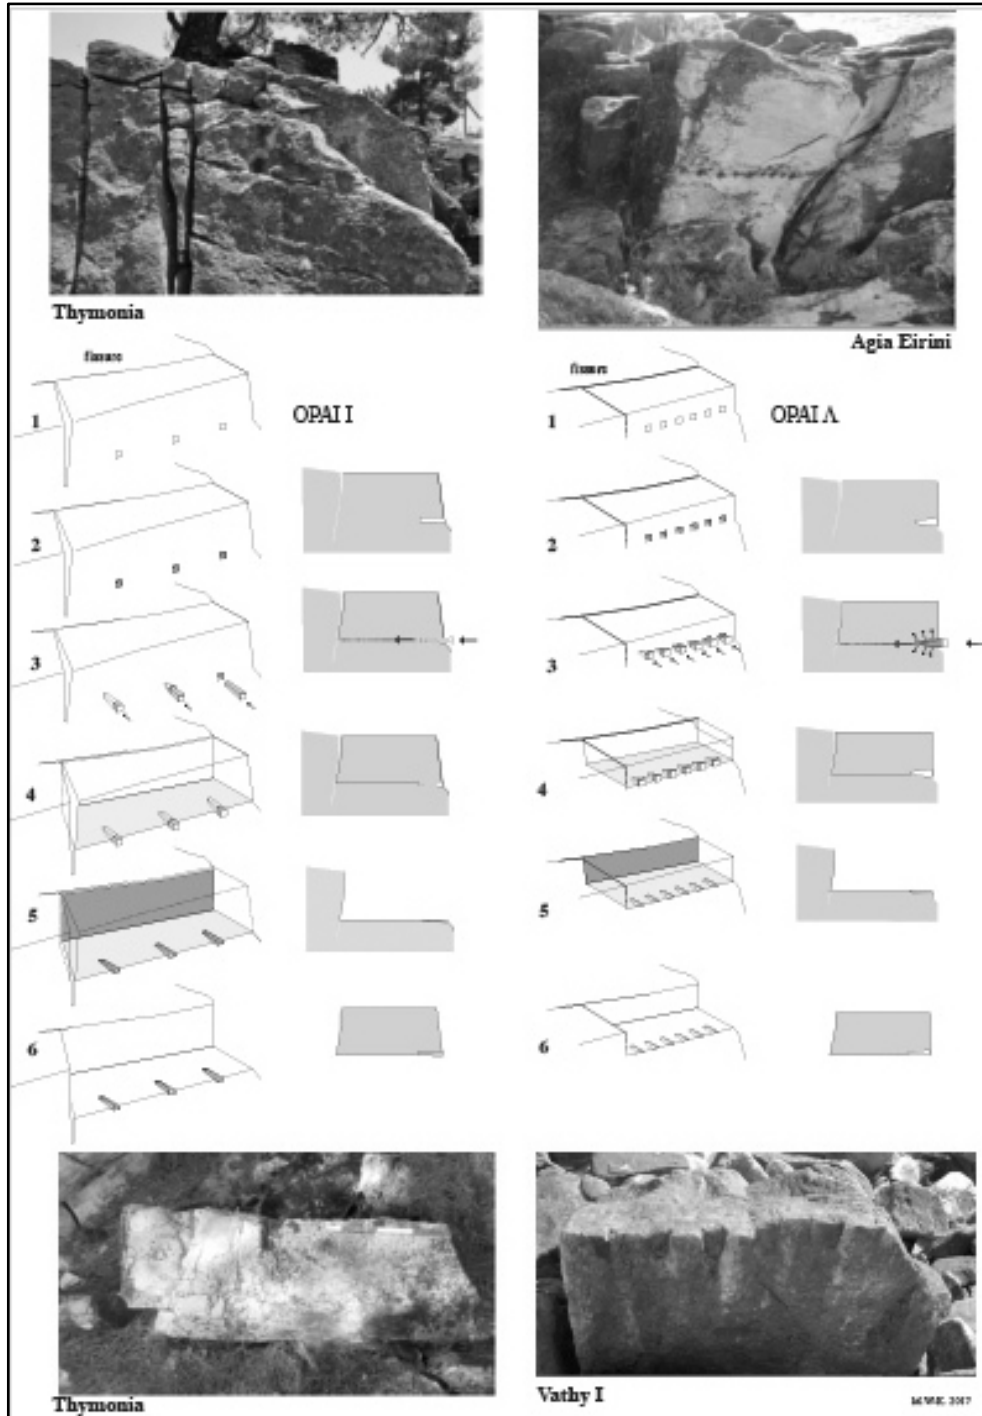 Thymonia
Agia Eirini
fissure
fissure
1
ΟΡΑΙ Ι
1
ΟΡΑΙ Λ
2
2
3
3
4
4
5
5
6
6
Thymonia
Vathy I
M.W.K. 2017